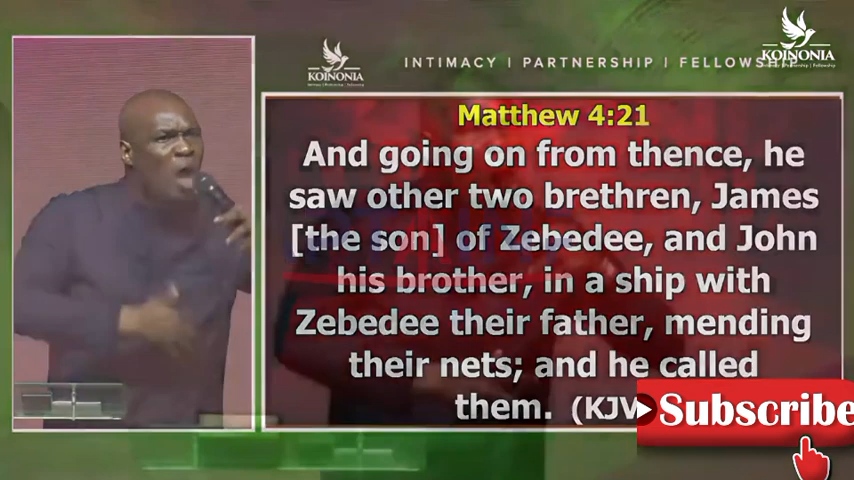 KOINONIA
INTIMACY | PARTNERSHIP | FELLOWSHIP
KOINONIA
Matthew 4:21
And going on from thence, he
saw other two brethren, James
[the son] of Zebedee, and John
his brother, in a ship with
Zebedee their father, mending
their nets; and he called
them. (KJV
Subscribe